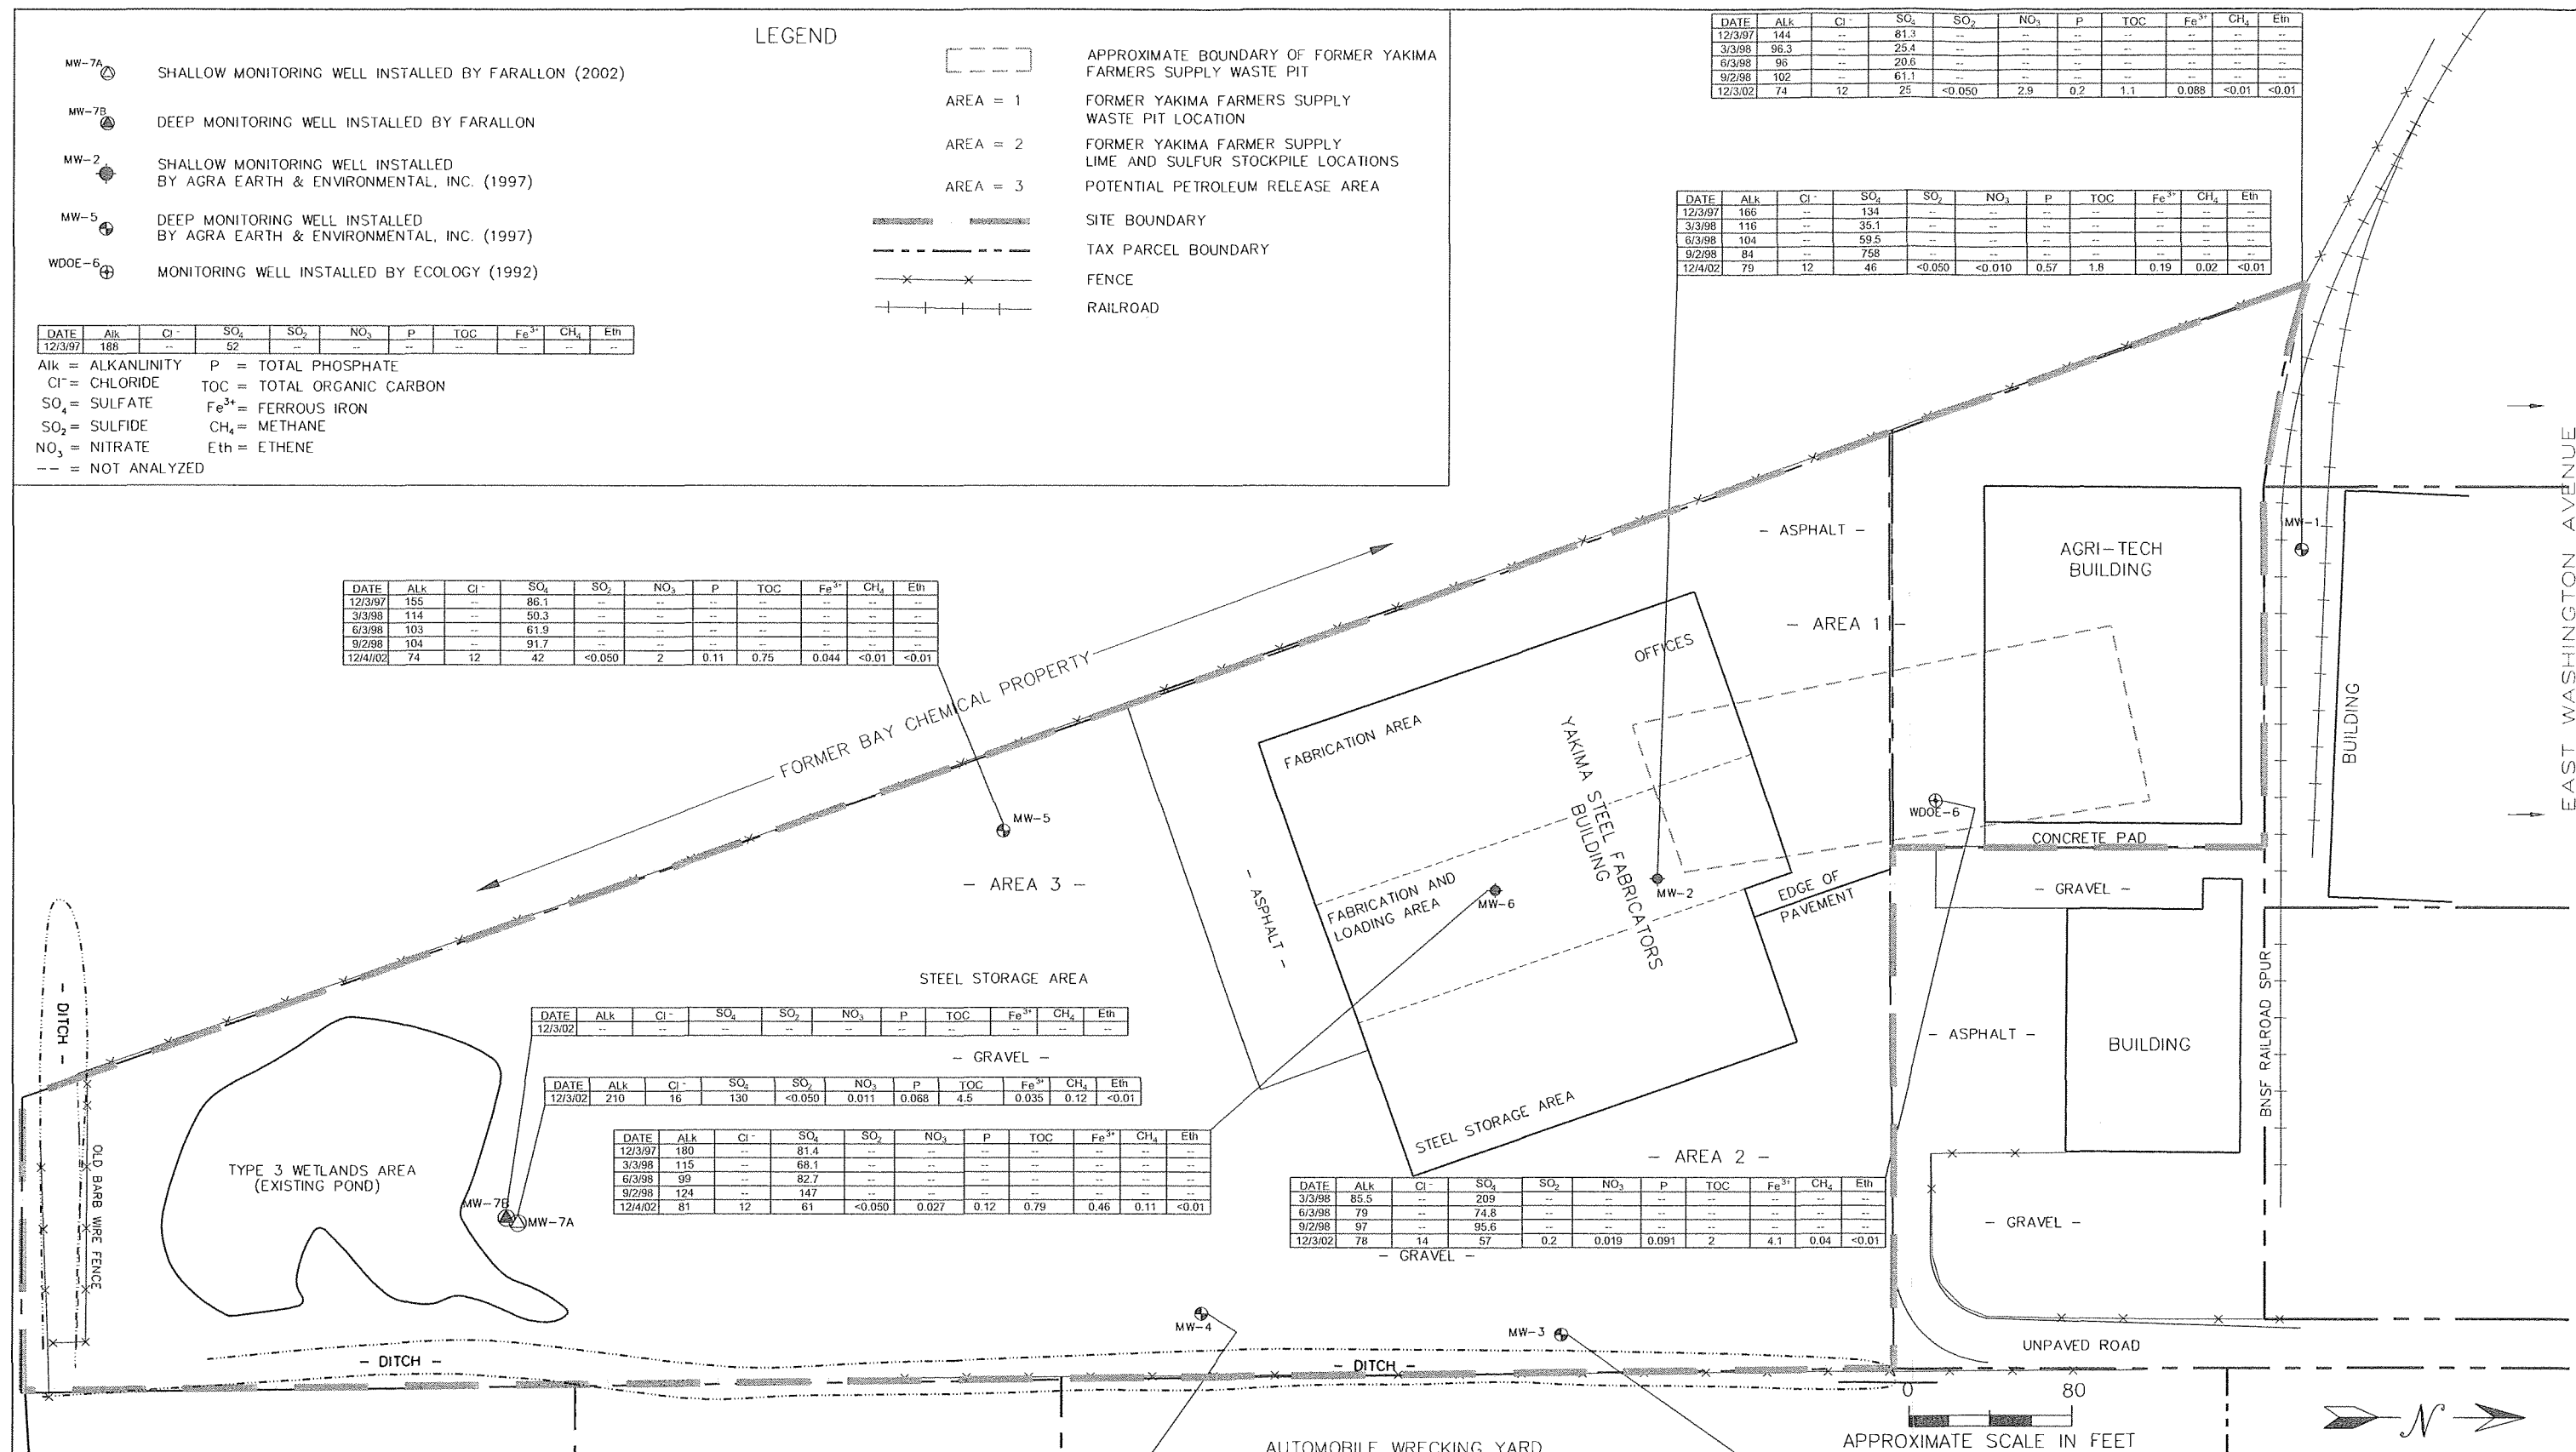 LEGEND
MW-7A SHALLOW MONITORING WELL INSTALLED BY FARALLON (2002)
MW-7B DEEP MONITORING WELL INSTALLED BY FARALLON
MW-2 SHALLOW MONITORING WELL INSTALLED
BY AGRA EARTH & ENVIRONMENTAL, INC. (1997)
MW-5 DEEP MONITORING WELL INSTALLED
BY AGRA EARTH & ENVIRONMENTAL, INC. (1997)
WDOE-6 MONITORING WELL INSTALLED BY ECOLOGY (1992)
APPROXIMATE BOUNDARY OF FORMER YAKIMA
FARMERS SUPPLY WASTE PIT
AREA = 1 FORMER YAKIMA FARMERS SUPPLY
WASTE PIT LOCATION
AREA = 2 FORMER YAKIMA FARMER SUPPLY
LIME AND SULFUR STOCKPILE LOCATIONS
AREA = 3 POTENTIAL PETROLEUM RELEASE AREA
SITE BOUNDARY
TAX PARCEL BOUNDARY
FENCE
RAILROAD
DATE Alk Cl- SO4 SO2 NO3 P TOC Fe3+ CH4 Eth
12/3/97 188 -- 52 -- -- -- -- -- -- --
Alk = ALKANLINITY P = TOTAL PHOSPHATE
Cl- = CHLORIDE TOC = TOTAL ORGANIC CARBON
SO4 = SULFATE Fe3+ = FERROUS IRON
SO2 = SULFIDE CH4 = METHANE
NO3 = NITRATE Eth = ETHENE
-- = NOT ANALYZED
DATE ALk Cl- SO4 SO2 NO3 P TOC Fe3+ CH4 Eth
12/3/97 144 -- 81.3 -- -- -- -- -- -- --
3/3/98 96.3 -- 25.4 -- -- -- -- -- -- --
6/3/98 96 -- 20.6 -- -- -- -- -- -- --
9/2/98 102 -- 61.1 -- -- -- -- -- -- --
12/3/02 74 12 25 <0.050 2.9 0.2 1.1 0.088 <0.01 <0.01
DATE ALk Cl- SO4 SO2 NO3 P TOC Fe3+ CH4 Eth
12/3/97 166 -- 134 -- -- -- -- -- -- --
3/3/98 116 -- 35.1 -- -- -- -- -- -- --
6/3/98 104 -- 59.5 -- -- -- -- -- -- --
9/2/98 84 -- 758 -- -- -- -- -- -- --
12/4/02 79 12 46 <0.050 <0.010 0.57 1.8 0.19 0.02 <0.01
EAST WASHINGTON AVENUE
MW-1
- ASPHALT -
AGRI-TECH
BUILDING
DATE ALk Cl- SO4 SO2 NO3 P TOC Fe3+ CH4 Eth
12/3/97 155 -- 86.1 -- -- -- -- -- -- --
3/3/98 114 -- 50.3 -- -- -- -- -- -- --
6/3/98 103 -- 61.9 -- -- -- -- -- -- --
9/2/98 104 -- 91.7 -- -- -- -- -- -- --
12/4//02 74 12 42 <0.050 2 0.11 0.75 0.044 <0.01 <0.01
- AREA 1 -
OFFICES
FORMER BAY CHEMICAL PROPERTY
FABRICATION AREA
YAKIMA STEEL FABRICATORS
BUILDING
BUILDING
MW-5
WDOE-6
CONCRETE PAD
- AREA 3 -
- ASPHALT -
FABRICATION AND
LOADING AREA
MW-6
MW-2
EDGE OF
PAVEMENT
- GRAVEL -
STEEL STORAGE AREA
- DITCH -
DATE ALk Cl- SO4 SO2 NO3 P TOC Fe3+ CH4 Eth
12/3/02 -- -- -- -- -- -- -- -- -- --
- GRAVEL -
- ASPHALT -
BUILDING
BNSF RAILROAD SPUR
DATE ALk Cl- SO4 SO2 NO3 P TOC Fe3+ CH4 Eth
12/3/02 210 16 130 <0.050 0.011 0.068 4.5 0.035 0.12 <0.01
STEEL STORAGE AREA
DATE ALk Cl- SO4 SO2 NO3 P TOC Fe3+ CH4 Eth
12/3/97 180 -- 81.4 -- -- -- -- -- -- --
3/3/98 115 -- 68.1 -- -- -- -- -- -- --
6/3/98 99 -- 82.7 -- -- -- -- -- -- --
9/2/98 124 -- 147 -- -- -- -- -- -- --
12/4/02 81 12 61 <0.050 0.027 0.12 0.79 0.46 0.11 <0.01
OLD BARB WIRE FENCE
TYPE 3 WETLANDS AREA
(EXISTING POND)
MW-7B
MW-7A
- AREA 2 -
DATE ALk Cl- SO4 SO2 NO3 P TOC Fe3+ CH4 Eth
3/3/98 85.5 -- 209 -- -- -- -- -- -- --
6/3/98 79 -- 74.8 -- -- -- -- -- -- --
9/2/98 97 -- 95.6 -- -- -- -- -- -- --
12/3/02 78 14 57 0.2 0.019 0.091 2 4.1 0.04 <0.01
- GRAVEL -
- GRAVEL -
MW-4
MW-3
UNPAVED ROAD
- DITCH -
- DITCH -
0 80
APPROXIMATE SCALE IN FEET
N
AUTOMOBILE WRECKING YARD